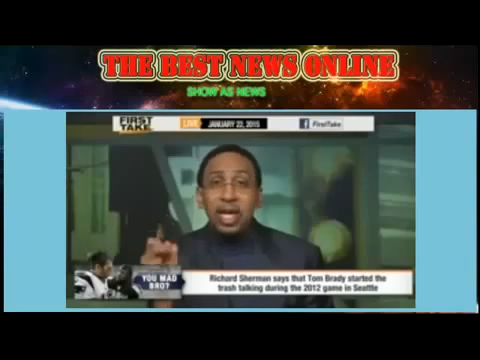 THE BEST NEWS ONLINE
SHOW AS NEWS
FIRST TAKE
LIVE JANUARY 22, 2015
f FirstTake
YOU MAD BRO?
Richard Sherman says that Tom Brady started the
trash talking during the 2012 game in Seattle